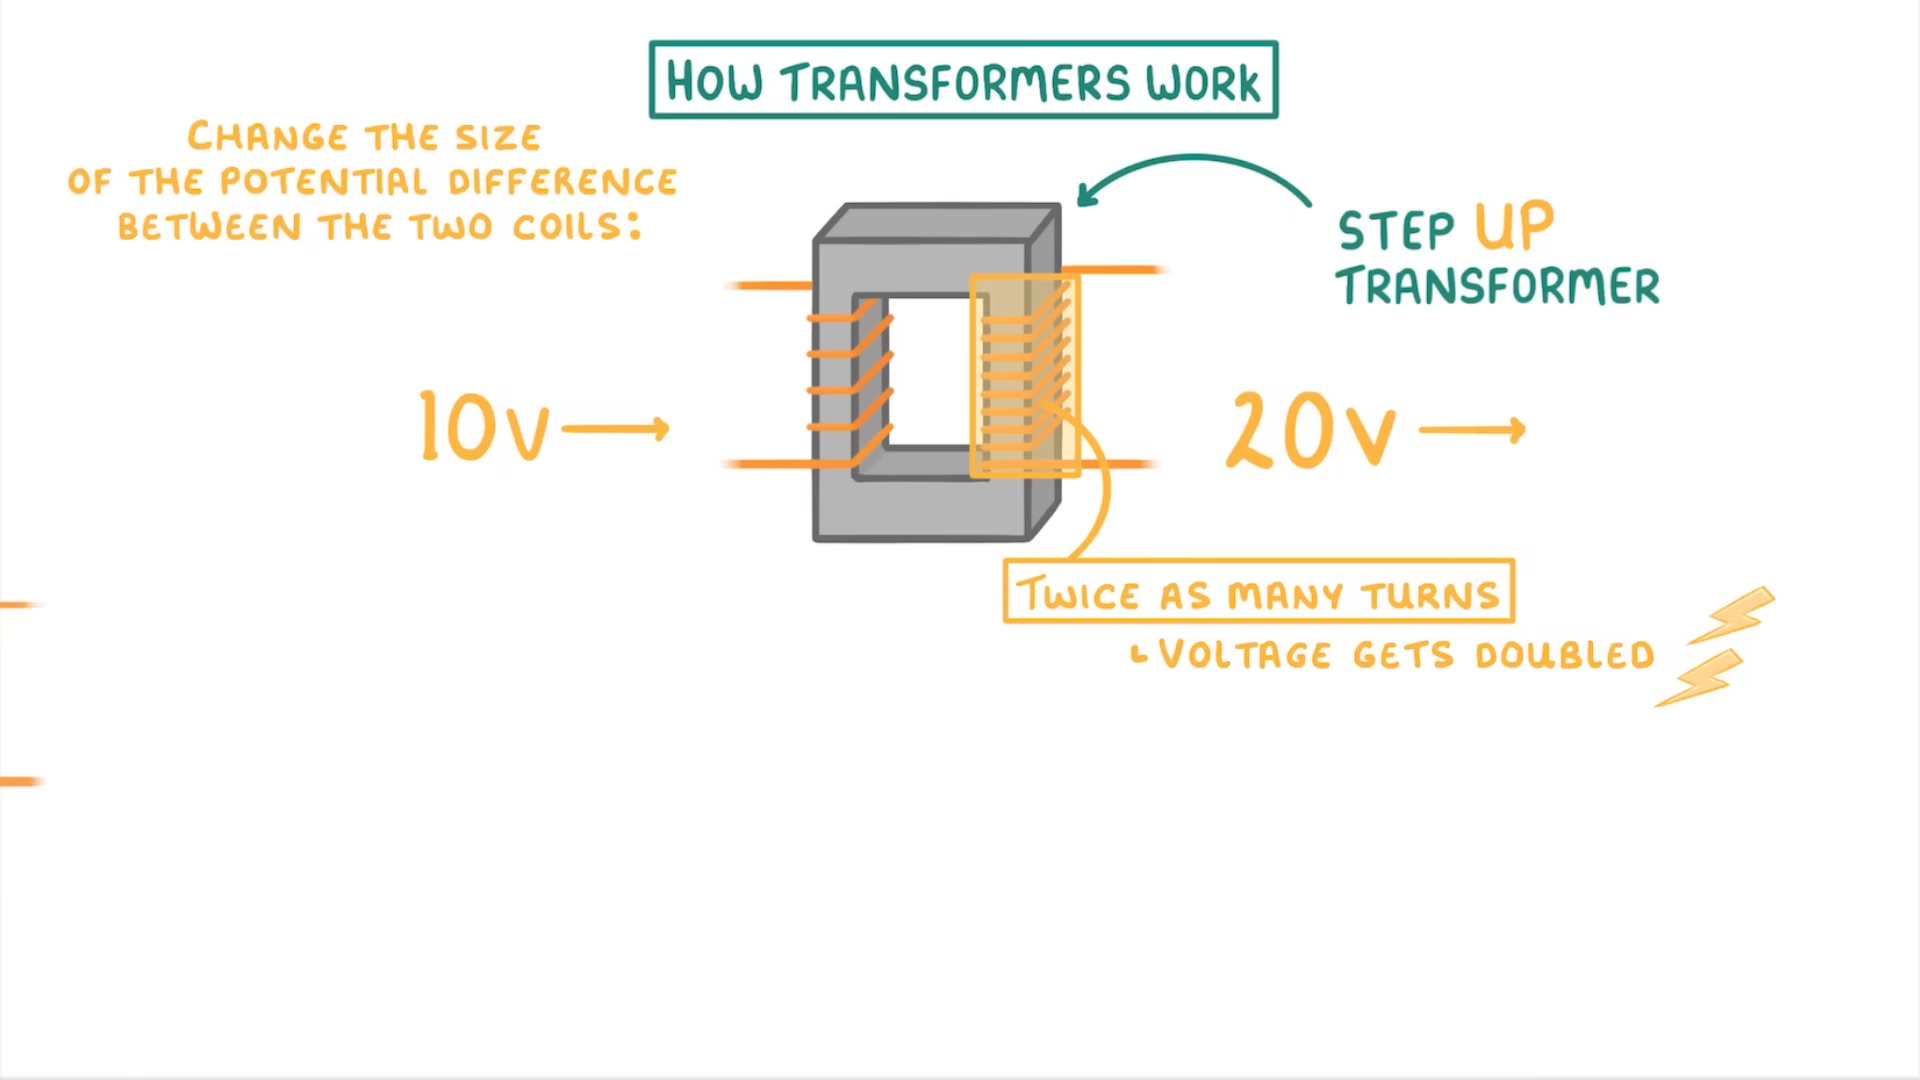 HOW TRANSFORMERS WORK
CHANGE THE SIZE
OF THE POTENTIAL DIFFERENCE
BETWEEN THE TWO COILS:
STEP UP
TRANSFORMER
10V
20V
TWICE AS MANY TURNS
VOLTAGE GETS DOUBLED